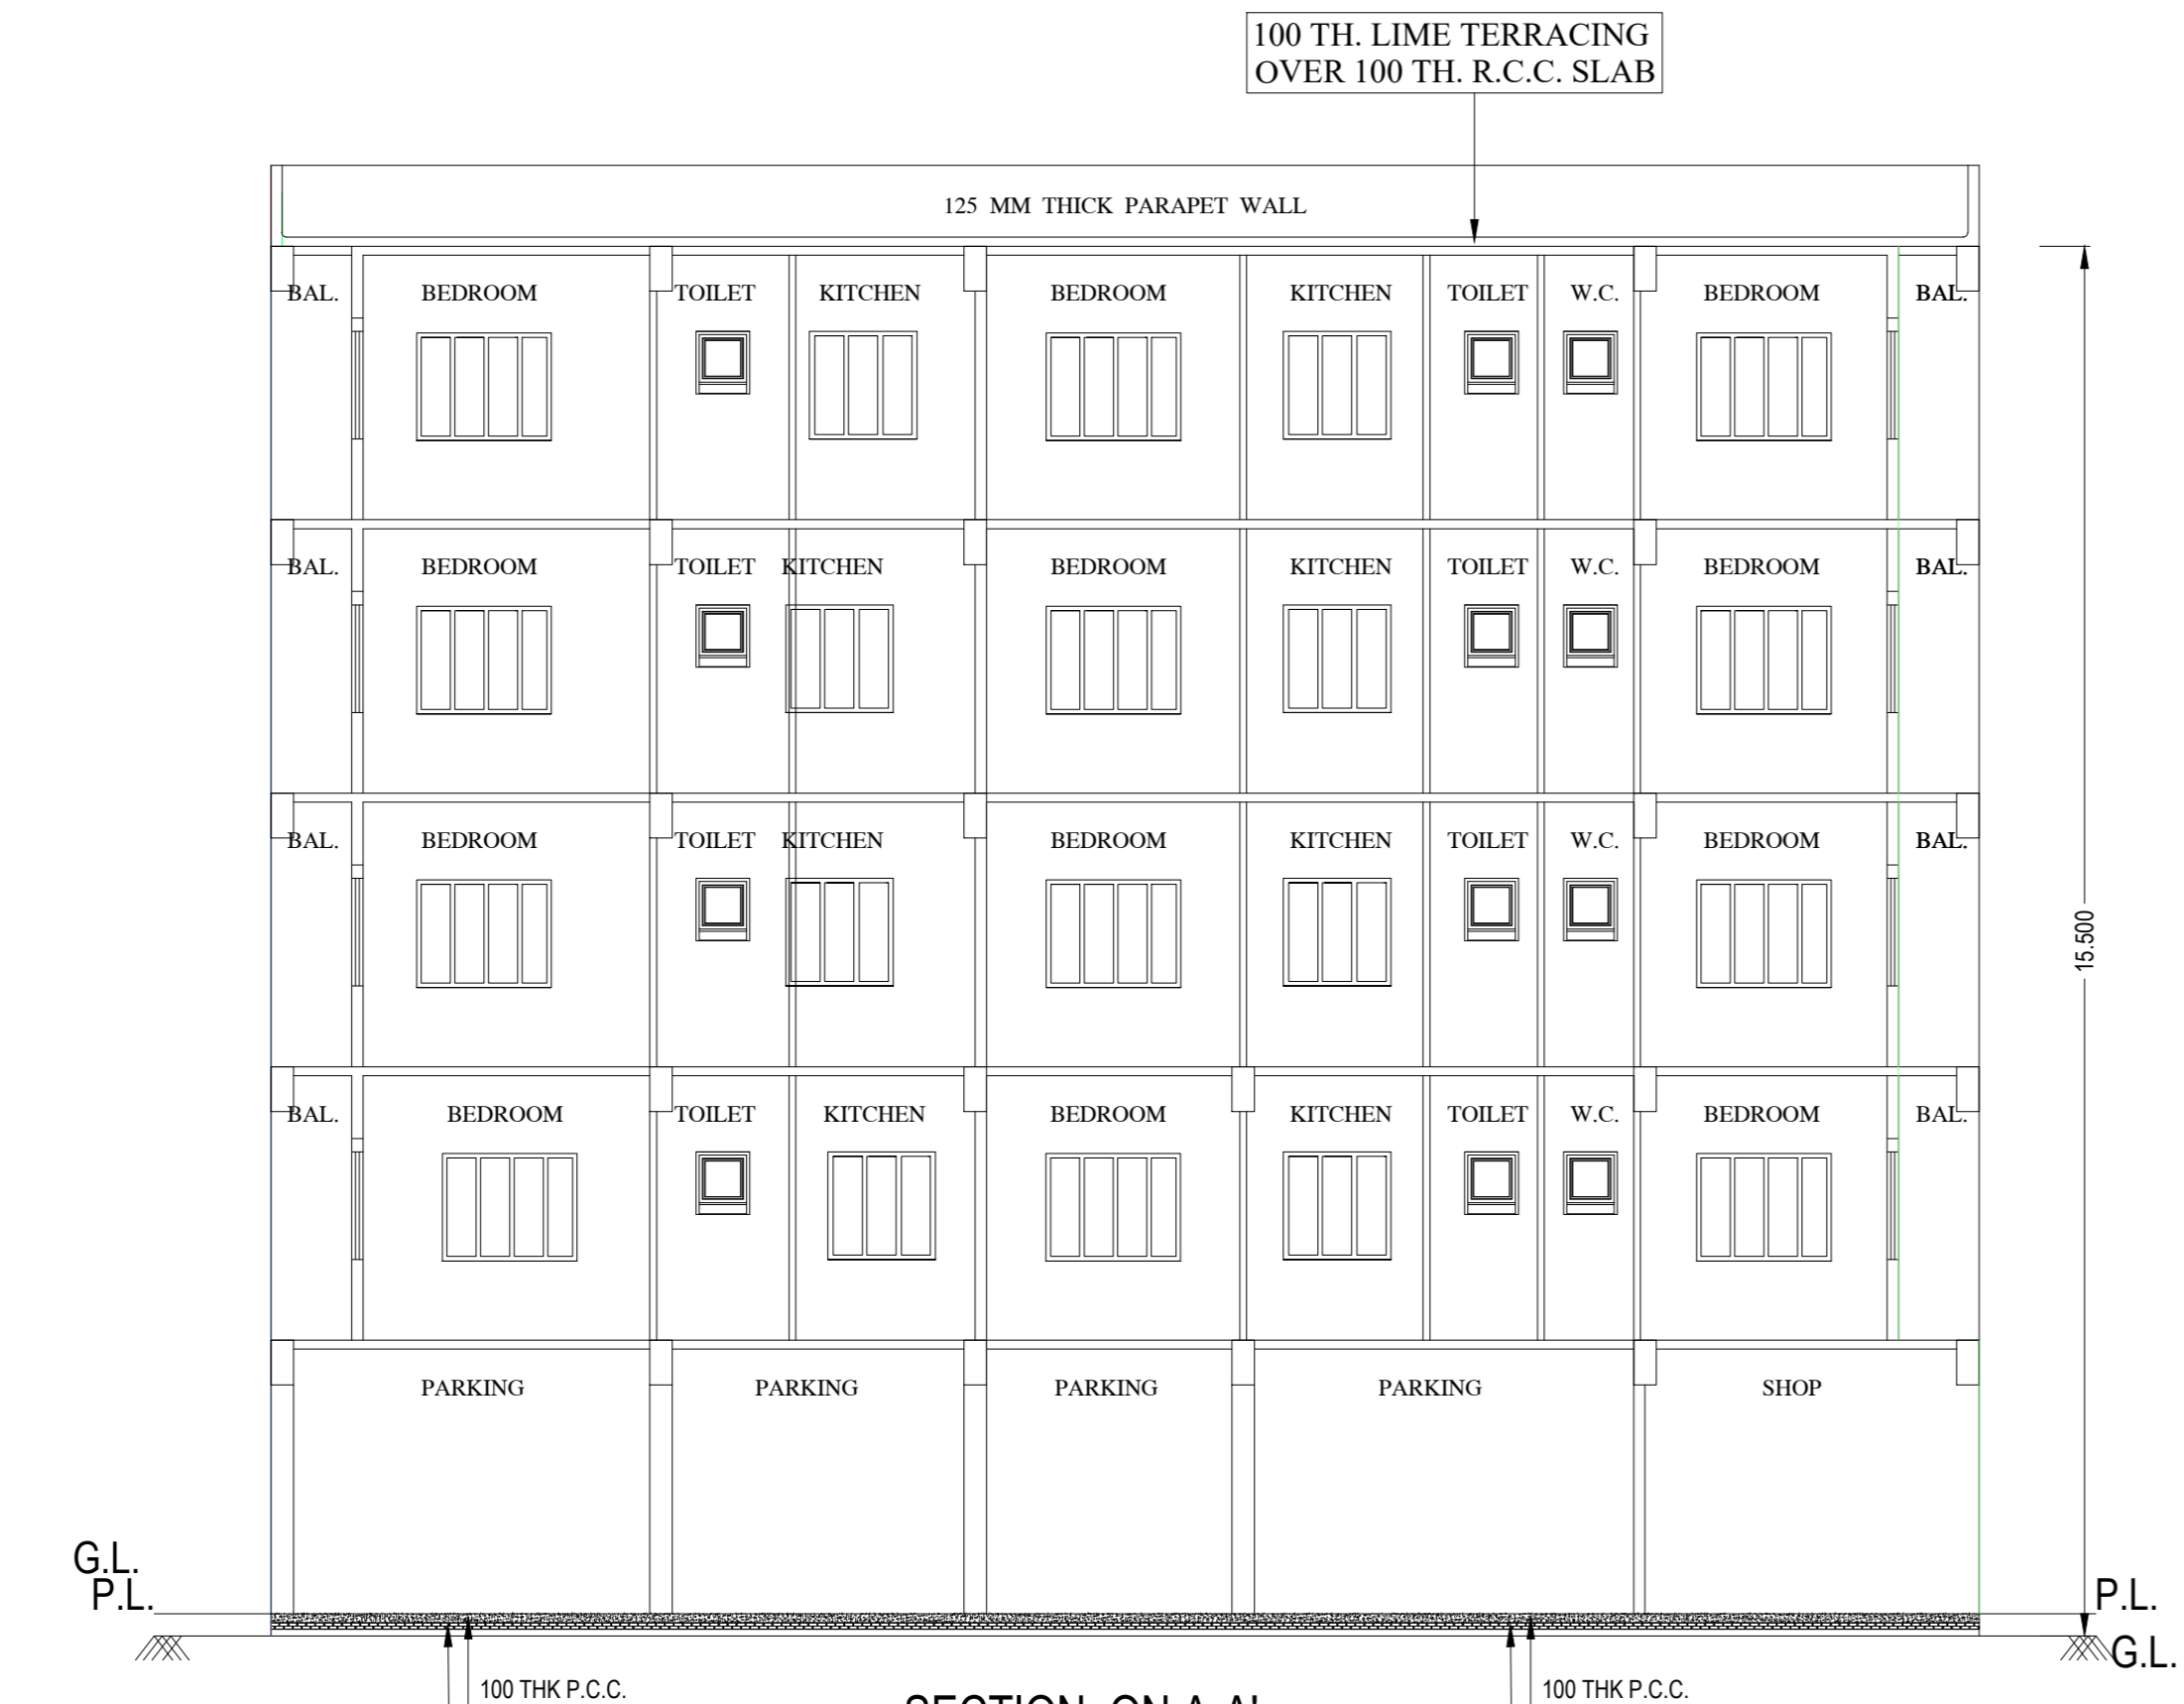 100 TH. LIME TERRACING
OVER 100 TH. R.C.C. SLAB
125 MM THICK PARAPET WALL
BAL. BEDROOM TOILET KITCHEN BEDROOM KITCHEN TOILET W.C. BEDROOM BAL.
BAL. BEDROOM TOILET KITCHEN BEDROOM KITCHEN TOILET W.C. BEDROOM BAL.
BAL. BEDROOM TOILET KITCHEN BEDROOM KITCHEN TOILET W.C. BEDROOM BAL.
15.500
BAL. BEDROOM TOILET KITCHEN BEDROOM KITCHEN TOILET W.C. BEDROOM BAL.
PARKING PARKING PARKING PARKING SHOP
G.L.
P.L. P.L.
G.L.
100 THK P.C.C. 100 THK P.C.C.
SECTION ON A-A'